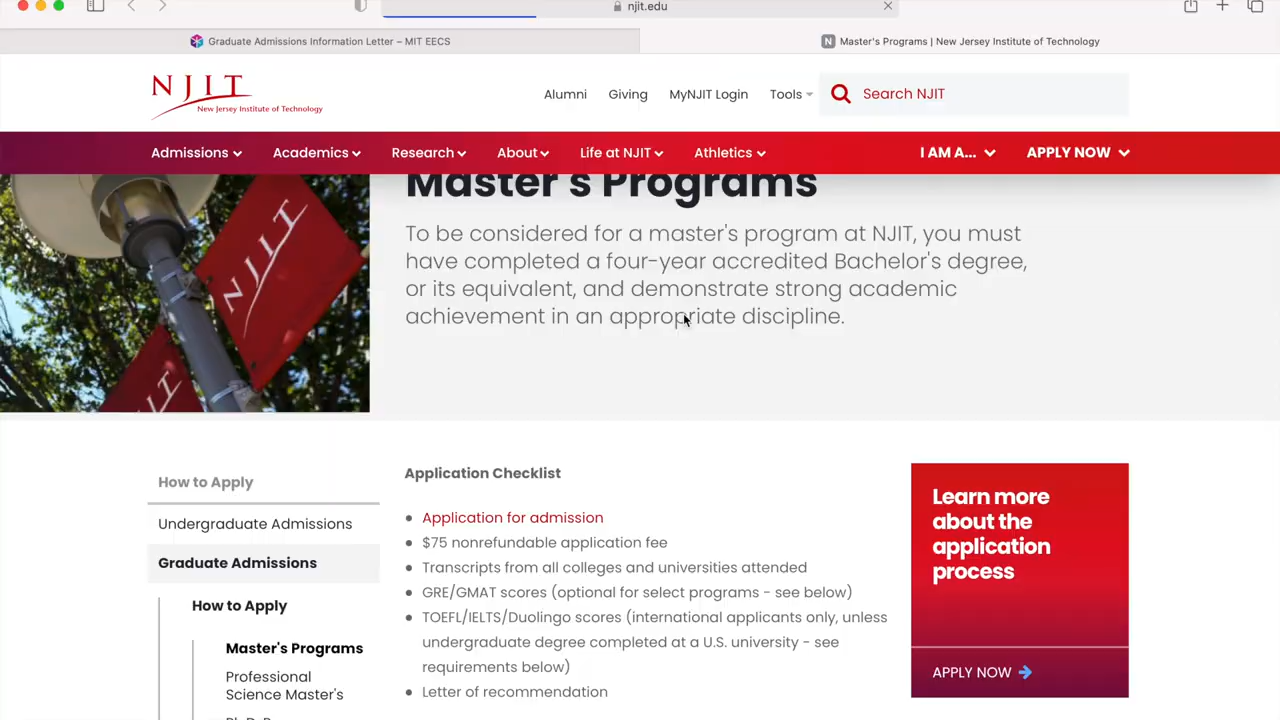 njit.edu
Graduate Admissions Information Letter – MIT EECS
N Master's Programs | New Jersey Institute of Technology
NJIT
New Jersey Institute of Technology
Alumni Giving MyNJIT Login Tools Search NJIT
Admissions Academics Research About Life at NJIT Athletics I AM A... APPLY NOW
Master's Programs
To be considered for a master's program at NJIT, you must
have completed a four-year accredited Bachelor's degree,
or its equivalent, and demonstrate strong academic
achievement in an appropriate discipline.
NJIT
NJIT
How to Apply
Undergraduate Admissions
Graduate Admissions
How to Apply
Master's Programs
Professional
Science Master's
Application Checklist
Application for admission
$75 nonrefundable application fee
Transcripts from all colleges and universities attended
GRE/GMAT scores (optional for select programs - see below)
TOEFL/IELTS/Duolingo scores (international applicants only, unless
undergraduate degree completed at a U.S. university - see
requirements below)
Letter of recommendation
Learn more
about the
application
process
APPLY NOW